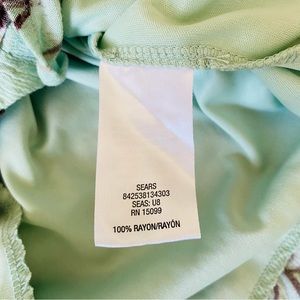 SEARS
842538134303
SEAS: U8
RN 15099
100% RAYON/RAYÓN